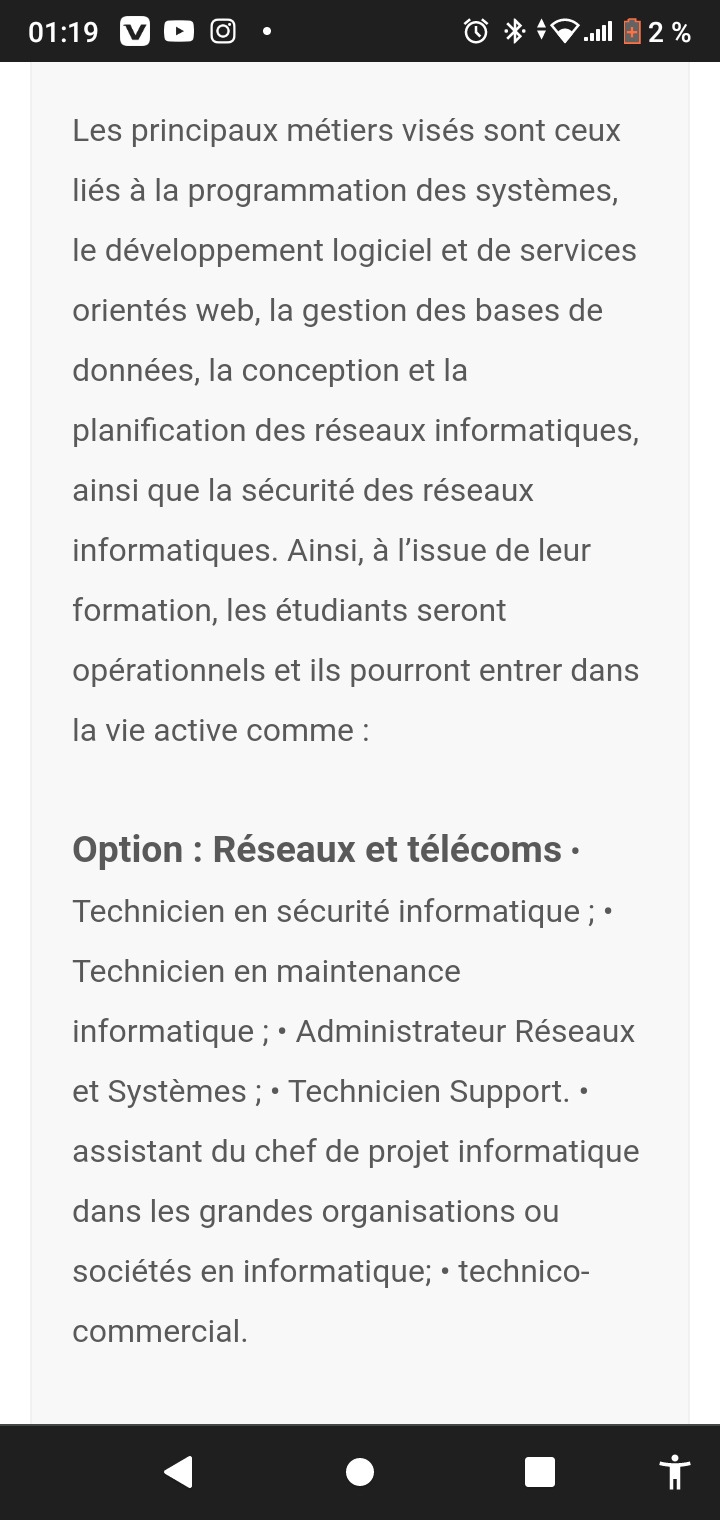 01:19
2 %
Les principaux métiers visés sont ceux
liés à la programmation des systèmes,
le développement logiciel et de services
orientés web, la gestion des bases de
données, la conception et la
planification des réseaux informatiques,
ainsi que la sécurité des réseaux
informatiques. Ainsi, à l’issue de leur
formation, les étudiants seront
opérationnels et ils pourront entrer dans
la vie active comme :
Option : Réseaux et télécoms •
Technicien en sécurité informatique ; •
Technicien en maintenance
informatique ; • Administrateur Réseaux
et Systèmes ; • Technicien Support. •
assistant du chef de projet informatique
dans les grandes organisations ou
sociétés en informatique; • technico-
commercial.